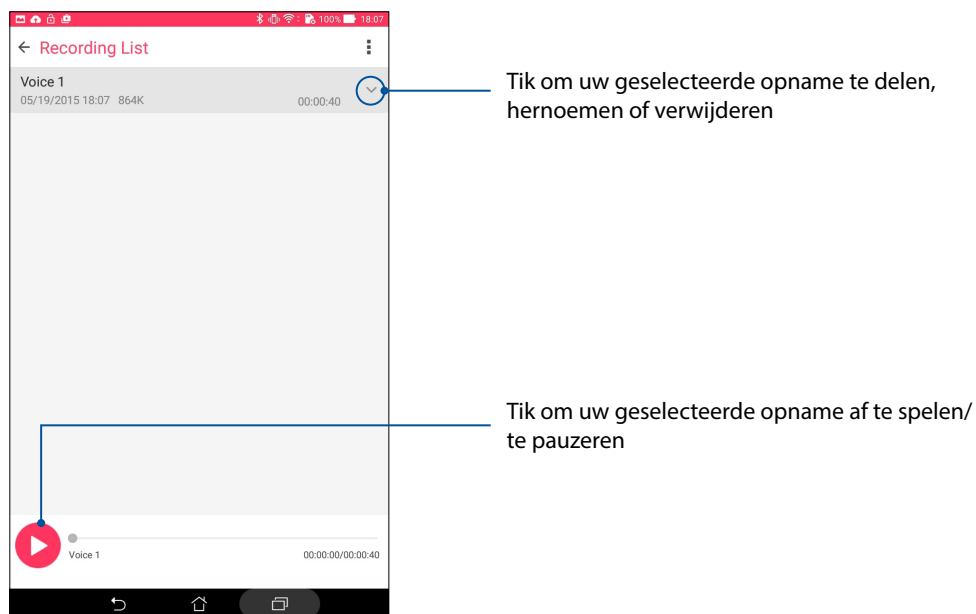 100% 18:07
Recording List
Voice 1
05/19/2015 18:07 864K 00:00:40
Tik om uw geselecteerde opname te delen,
hernoemen of verwijderen
Tik om uw geselecteerde opname af te spelen/
te pauzeren
Voice 1 00:00:00/00:00:40